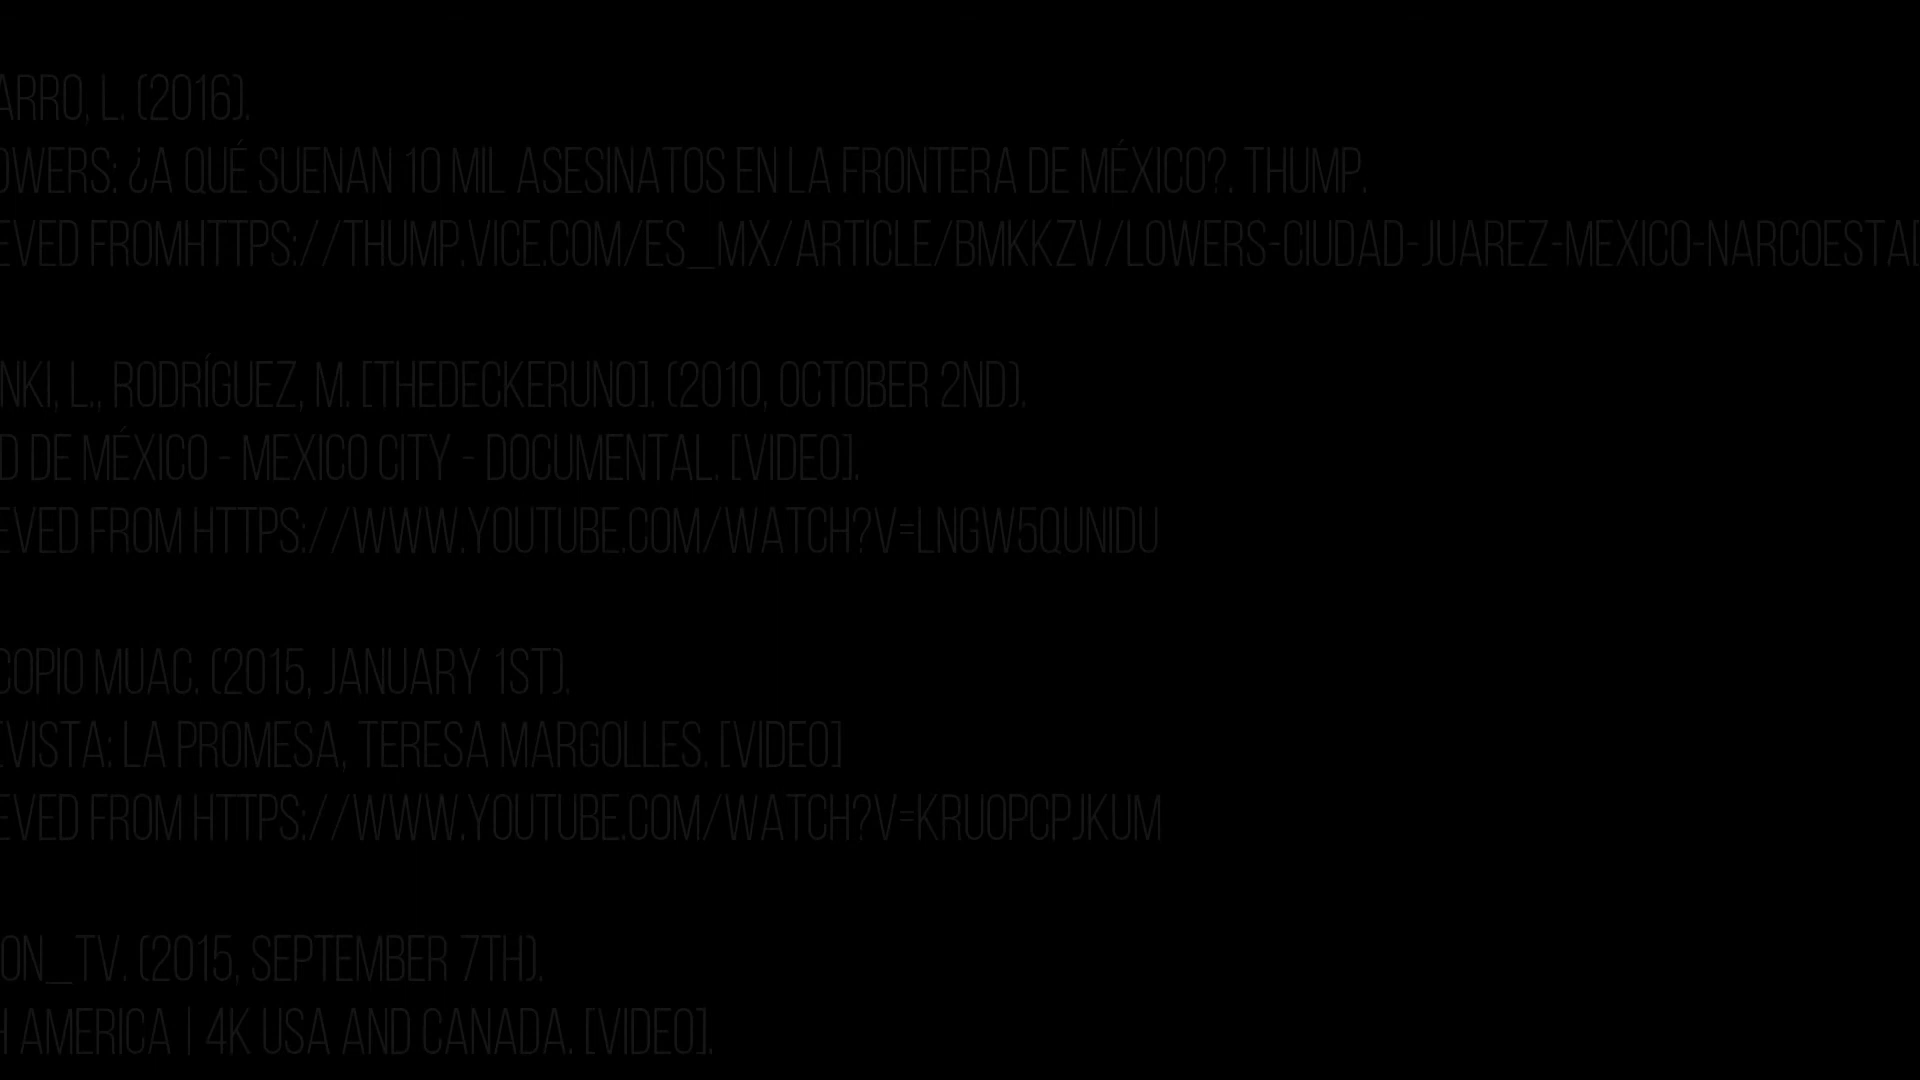 ARRO, L. (2016).
OWERS: ¿A QUÉ SUENAN 10 MIL ASESINATOS EN LA FRONTERA DE MÉXICO?. THUMP.
EVED FROMHTTPS://THUMP.VICE.COM/ES_MX/ARTICLE/BMKKZV/LOWERS-CIUDAD-JUAREZ-MEXICO-NARCOESTAD
NKI, L., RODRÍGUEZ, M. [THEDECKERUNO]. (2010, OCTOBER 2ND).
D DE MÉXICO - MEXICO CITY - DOCUMENTAL. [VIDEO].
EVED FROM HTTPS://WWW.YOUTUBE.COM/WATCH?V=LNGW5QUNIDU
COPIO MUAC. (2015, JANUARY 1ST).
EVISTA: LA PROMESA, TERESA MARGOLLES. [VIDEO]
EVED FROM HTTPS://WWW.YOUTUBE.COM/WATCH?V=KRUOPCPJKUM
ON_TV. (2015, SEPTEMBER 7TH).
H AMERICA | 4K USA AND CANADA. [VIDEO].